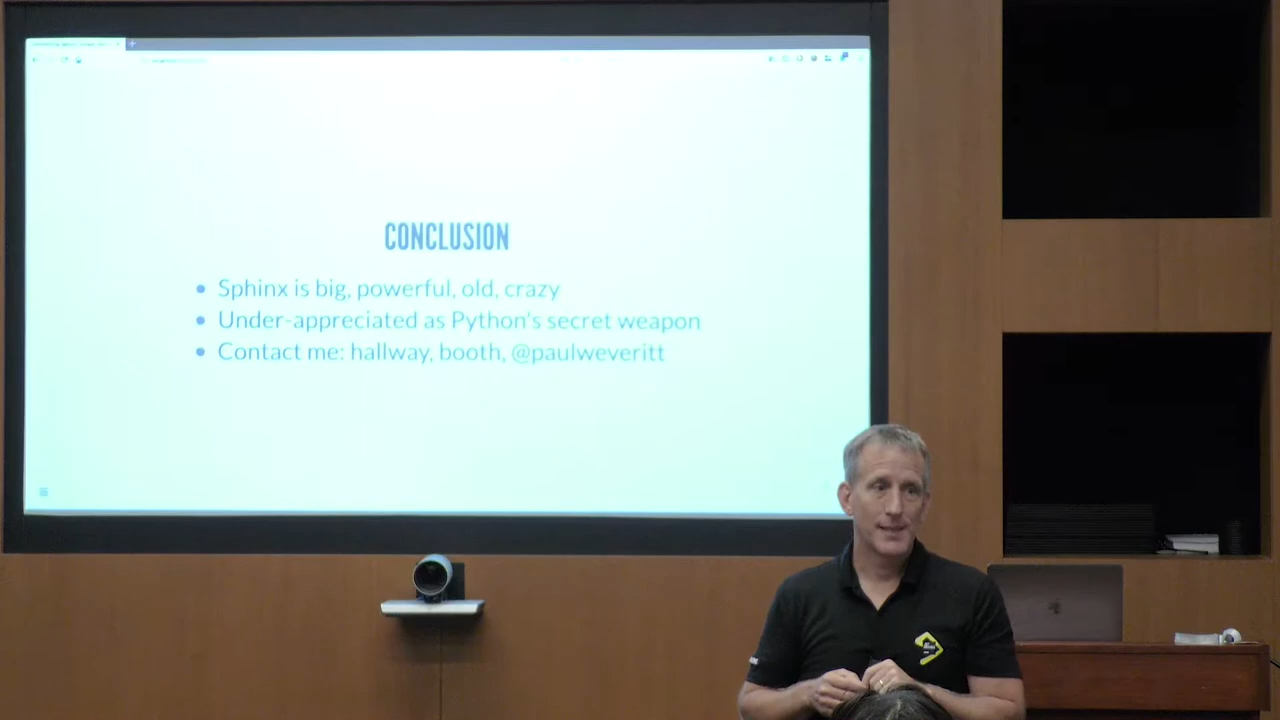 CONCLUSION
Sphinx is big, powerful, old, crazy
Under-appreciated as Python's secret weapon
Contact me: hallway, booth, @paulweveritt